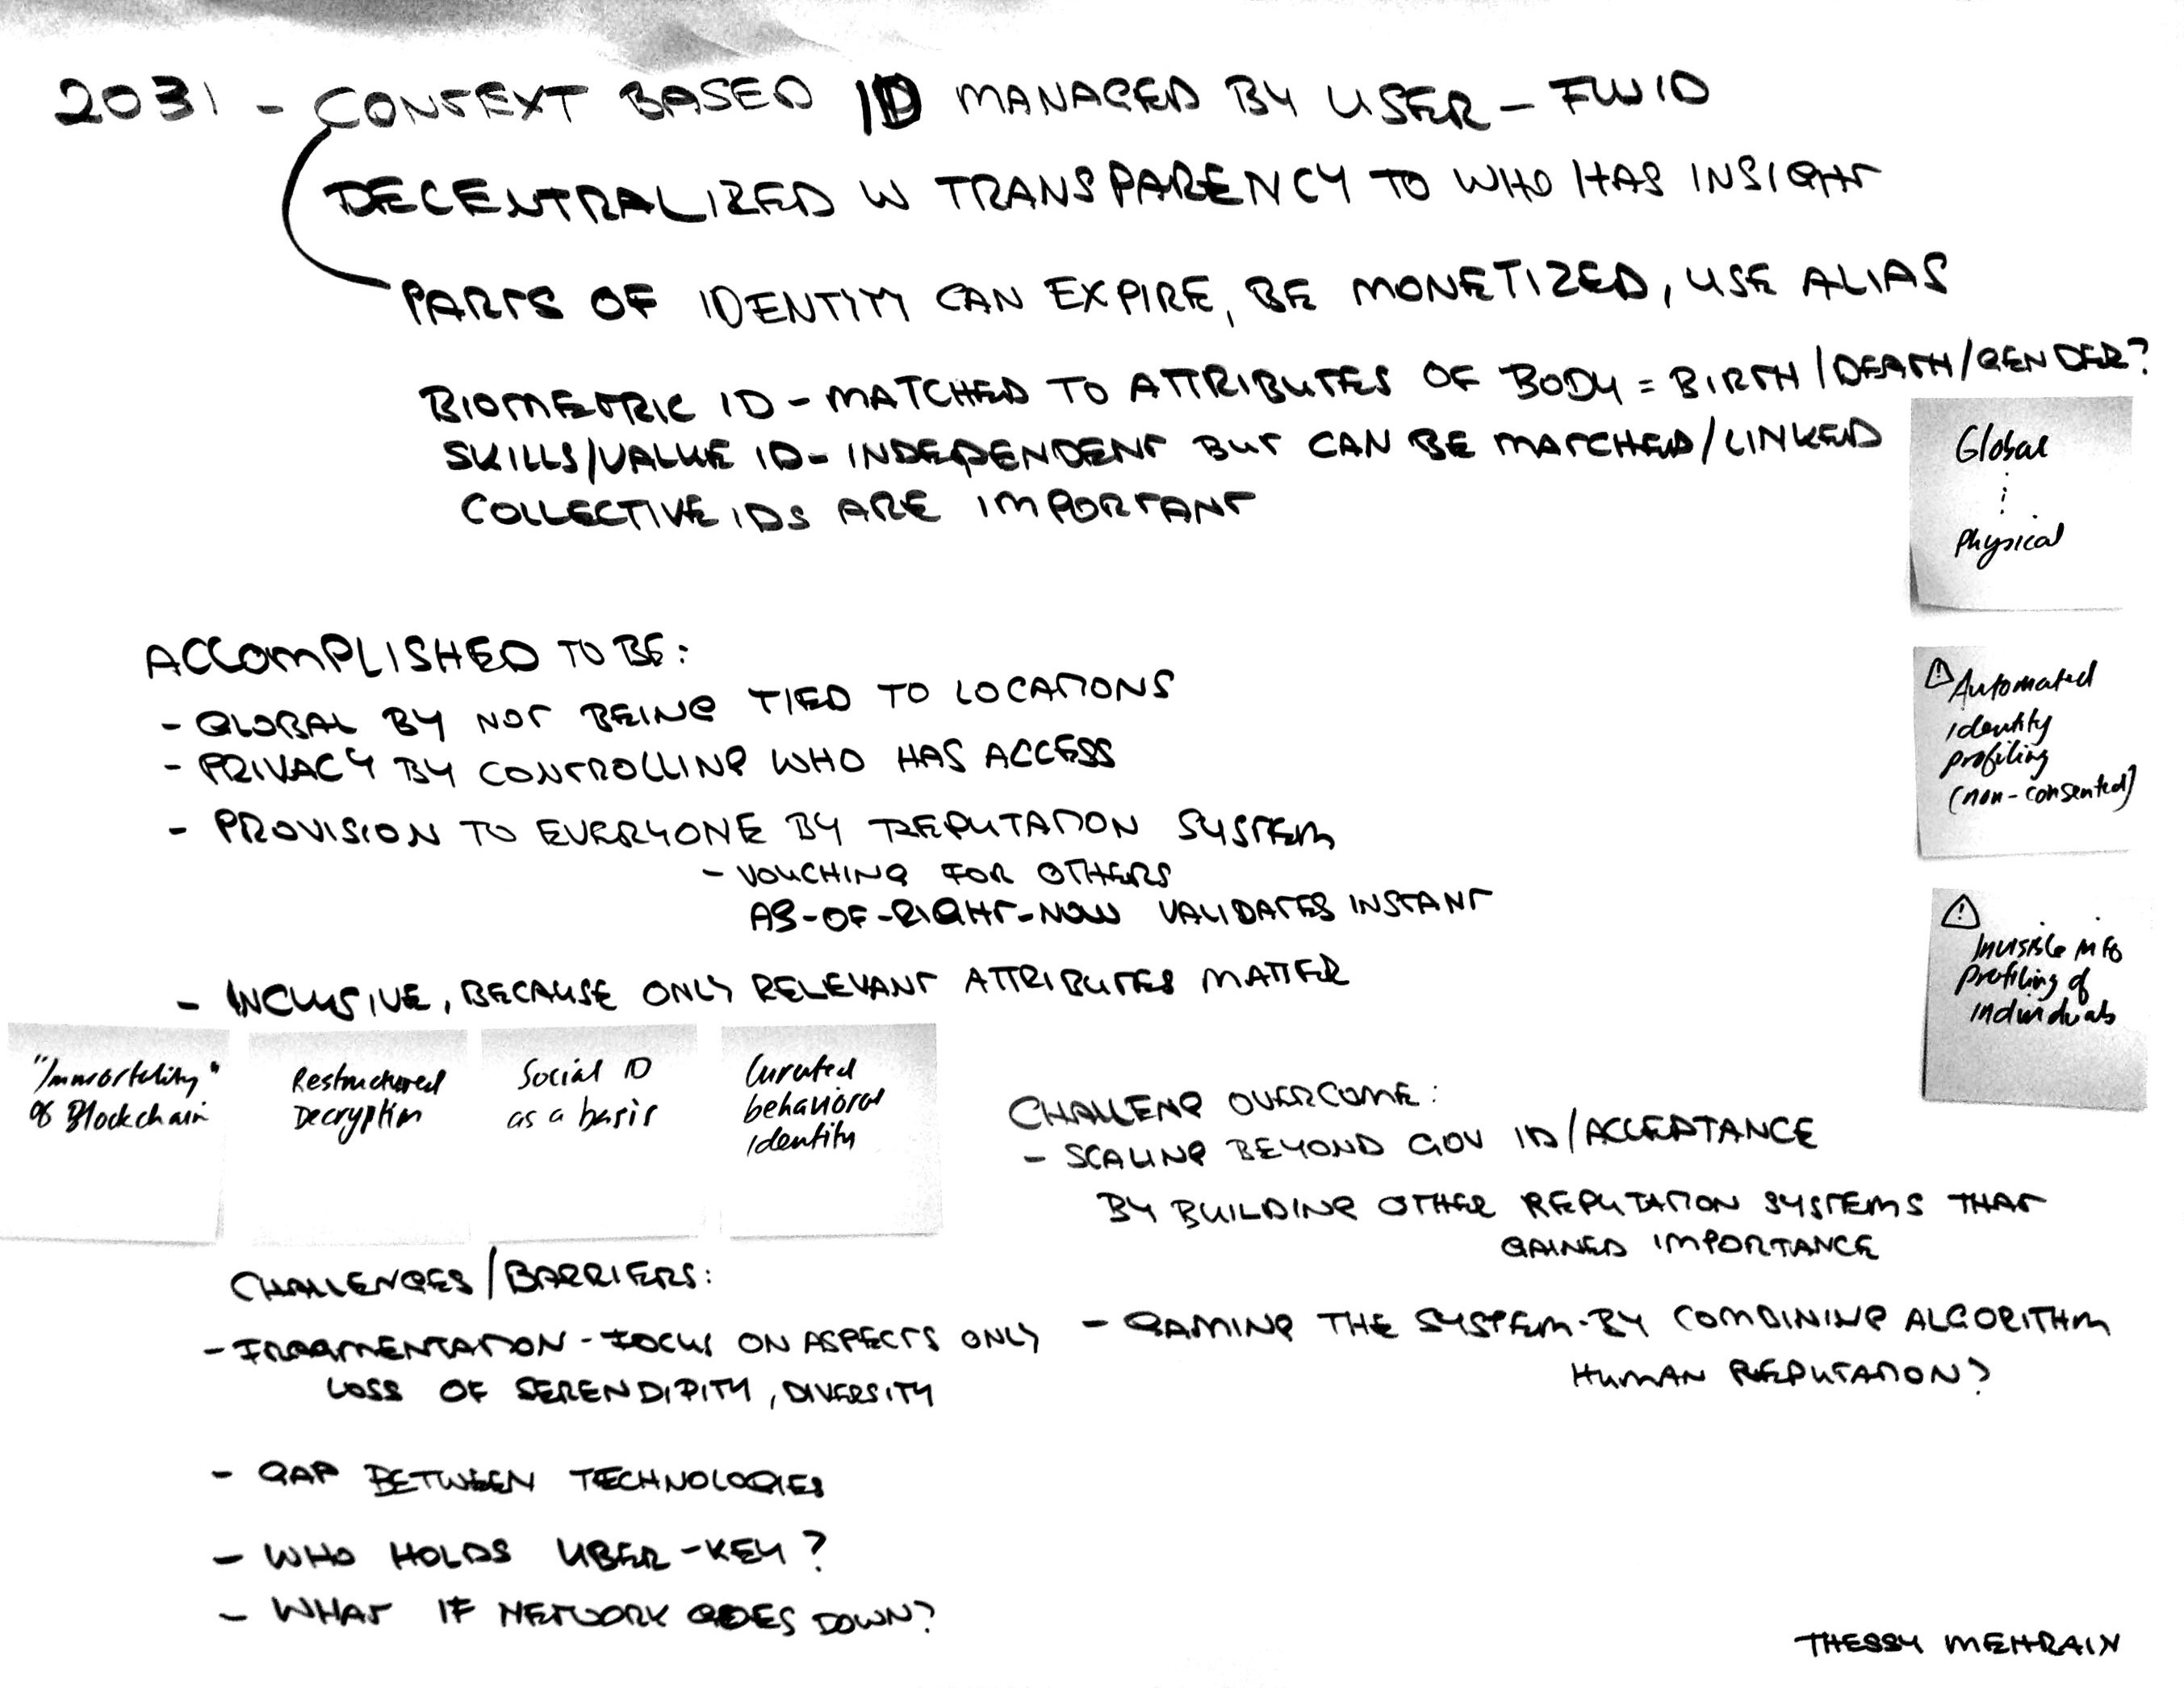 2031 - CONTEXT BASED ID MANAGED BY USER - FLUID
DECENTRALIZED W TRANSPARENCY TO WHO HAS INSIGHT
PARTS OF IDENTITY CAN EXPIRE, BE MONETIZED, USE ALIAS
BIOMETRIC ID - MATCHED TO ATTRIBUTES OF BODY = BIRTH/DEATH/GENDER?
SKILLS/VALUE ID - INDEPENDENT BUT CAN BE MATCHED/LINKED
COLLECTIVE IDS ARE IMPORTANT
Global
Physical
ACCOMPLISHED TO BE:
- GLOBAL BY NOT BEING TIED TO LOCATIONS
- PRIVACY BY CONTROLLING WHO HAS ACCESS
- PROVISION TO EVERYONE BY REPUTATION SYSTEM
- VOUCHING FOR OTHERS
AS-OF-RIGHT-NOW VALIDATES INSTANT
- INCLUSIVE, BECAUSE ONLY RELEVANT ATTRIBUTES MATTER
⚠ Automated
identity
profiling
(non-consented)
⚠
Invisible info
profiling of
individuals
"Immortality"
of Blockchain
Restructured
Decryption
Social ID
as a basis
Curated
behavioral
identity
CHALLENG OVERCOME:
- SCALING BEYOND GOV ID/ACCEPTANCE
BY BUILDING OTHER REPUTATION SYSTEMS THAT
GAINED IMPORTANCE
- GAMING THE SYSTEM - BY COMBINING ALGORITHM
HUMAN REPUTATION?
CHALLENGES/BARRIERS:
- FRAGMENTATION - FOCUS ON ASPECTS ONLY
LOSS OF SERENDIPITY, DIVERSITY
- GAP BETWEEN TECHNOLOGIES
- WHO HOLDS UBER-KEY?
- WHAT IF NETWORK GOES DOWN?
THESSY MEHRAIN